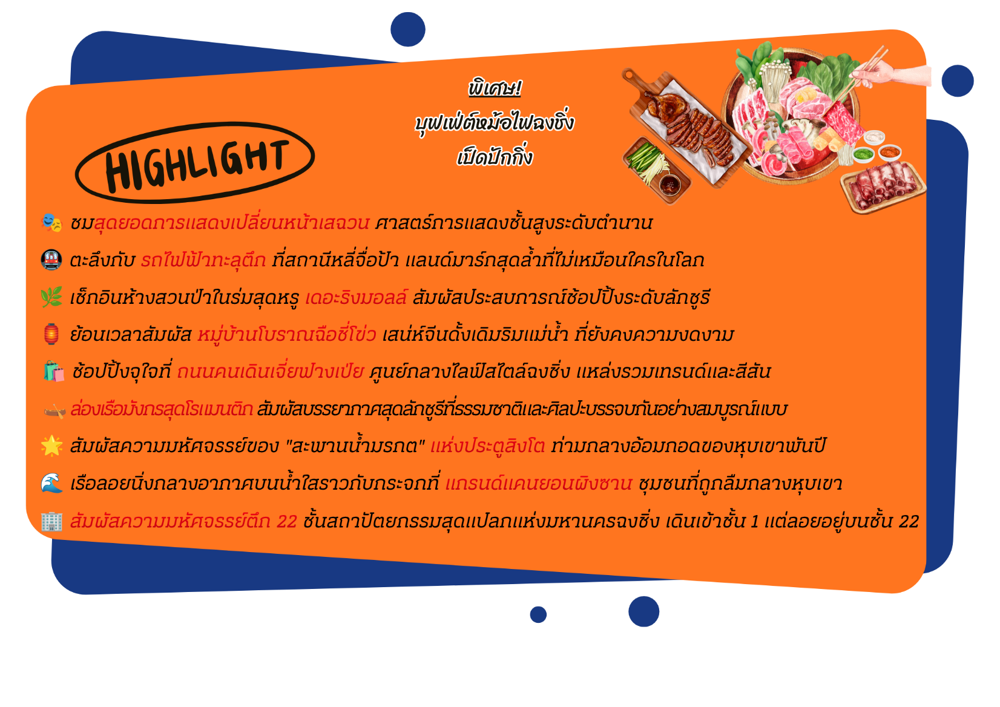 พิเศษ!
บุฟเฟ่ต์หม้อไฟฉงชิ่ง
เป็ดปักกิ่ง
HIGHLIGHT
🎭 ชมสุดยอดการแสดงเปลี่ยนหน้าเสฉวน ศาสตร์การแสดงชั้นสูงระดับตำนาน
🚇 ตะลึงกับ รถไฟฟ้าทะลุตึก ที่สถานีหลี่จื่อป้า แลนด์มาร์กสุดล้ำที่ไม่เหมือนใครในโลก
🌿 เช็กอินห้างสวนป่าในร่มสุดหรู เดอะริงมอลล์ สัมผัสประสบการณ์ช้อปปิ้งระดับลักชูรี
🏮 ย้อนเวลาสัมผัส หมู่บ้านโบราณฉือชี่โข่ว เสน่ห์จีนดั้งเดิมริมแม่น้ำ ที่ยังคงความงดงาม
🛍️ ช้อปปิ้งจุใจที่ ถนนคนเดินเจี่ยฟางเป่ย ศูนย์กลางไลฟ์สไตล์ฉงชิ่ง แหล่งรวมเทรนด์และสีสัน
🛶 ล่องเรือมังกรสุดโรแมนติก สัมผัสบรรยากาศสุดลักชูรีที่ธรรมชาติและศิลปะบรรจบกันอย่างสมบูรณ์แบบ
🌟 สัมผัสความมหัศจรรย์ของ "สะพานน้ำมรกต" แห่งประตูสิงโต ท่ามกลางอ้อมกอดของหุบเขาพันปี
🌊 เรือลอยนิ่งกลางอากาศบนน้ำใสราวกับกระจกที่ แกรนด์แคนยอนผิงซาน ชุมชนที่ถูกลืมกลางหุบเขา
🏢 สัมผัสความมหัศจรรย์ตึก 22 ชั้นสถาปัตยกรรมสุดแปลกแห่งมหานครฉงชิ่ง เดินเข้าชั้น 1 แต่ลอยอยู่บนชั้น 22